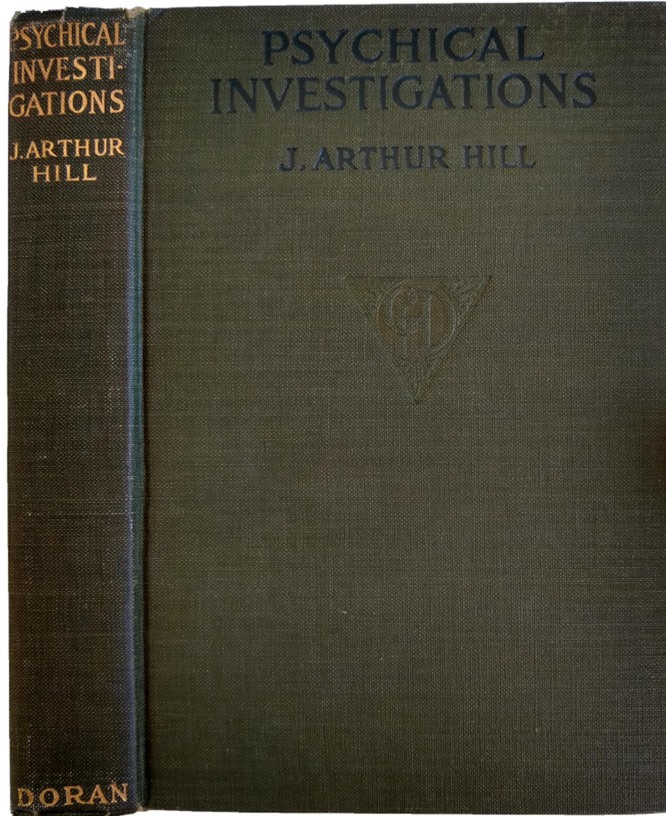 PSYCHICAL
INVESTI-
GATIONS
J. ARTHUR
HILL
DORAN
PSYCHICAL
INVESTIGATIONS
J. ARTHUR HILL